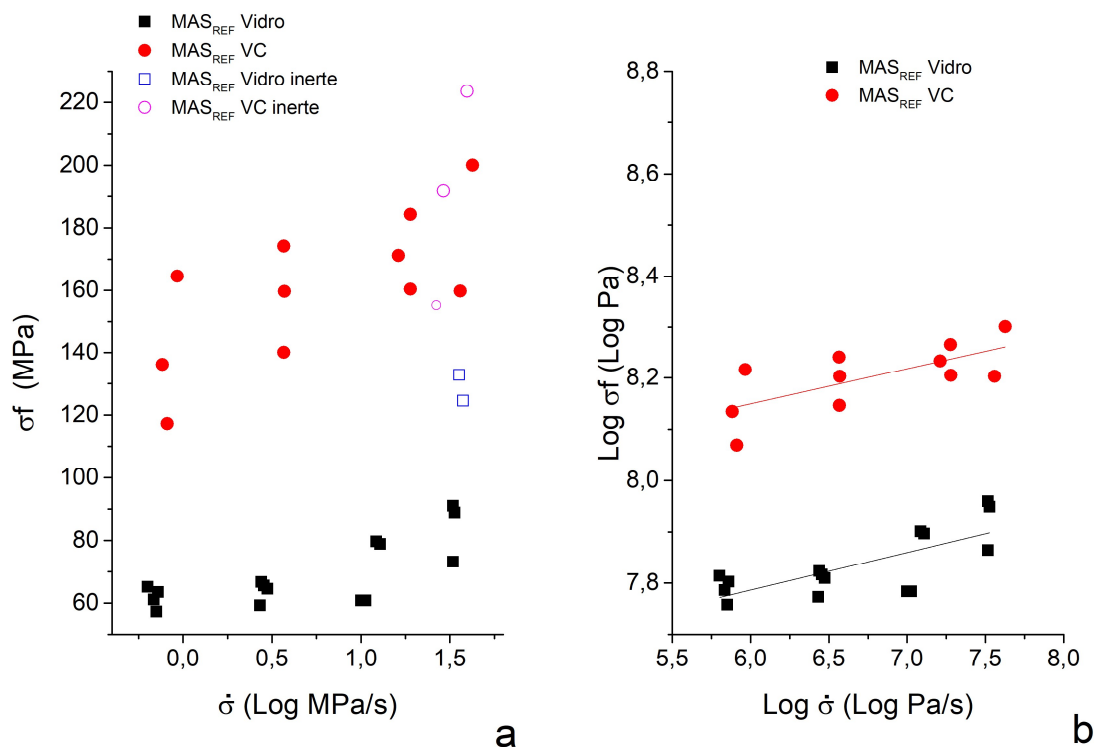 MAS_REF Vidro
MAS_REF VC
MAS_REF Vidro inerte
MAS_REF VC inerte
220
200
180
160
140
120
100
80
60
σf (MPa)
0,0 0,5 1,0 1,5
σ̇ (Log MPa/s)
a
MAS_REF Vidro
MAS_REF VC
8,8
8,6
8,4
8,2
8,0
7,8
Log σf (Log Pa)
5,5 6,0 6,5 7,0 7,5 8,0
Log σ̇ (Log Pa/s)
b